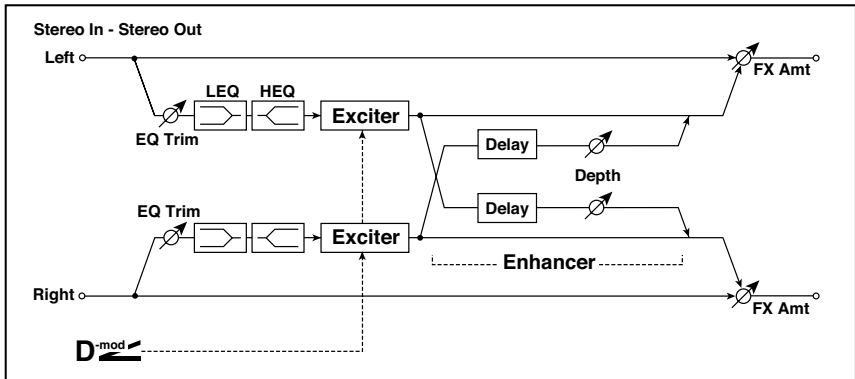 Stereo In - Stereo Out
Left
FX Amt
LEQ HEQ
EQ Trim
Exciter
Delay
Depth
EQ Trim
Delay
Exciter
Enhancer
Right
FX Amt
D-mod